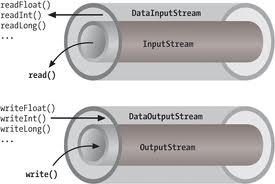 readFloat()
readInt()
readLong()
...
DataInputStream
InputStream
read()
writeFloat()
writeInt()
writeLong()
...
DataOutputStream
OutputStream
write()